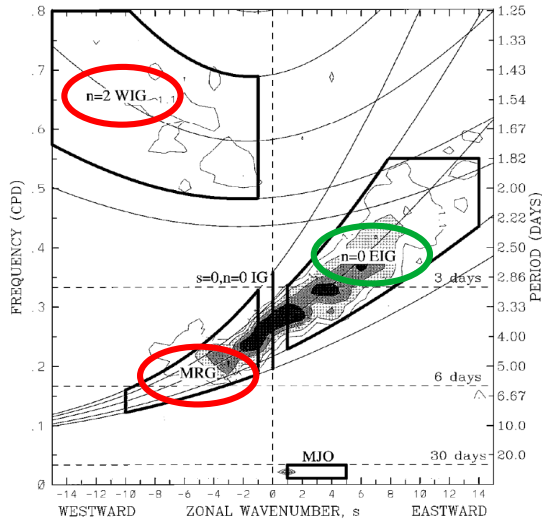 .8
.7
.6
.5
.4
.3
.2
.1
0
FREQUENCY (CPD)
1.25
1.33
1.43
1.54
1.67
1.82
2.00
2.22
2.50
2.86
3.33
4.00
5.00
6.67
10.0
20.0
PERIOD (DAYS)
n=2 WIG
1.1
n=0 EIG
s=0,n=0 IG
3 days
MRG
6 days
MJO
30 days
-14 -12 -10 -8 -6 -4 -2 0 2 4 6 8 10 12 14
WESTWARD ZONAL WAVENUMBER, s EASTWARD